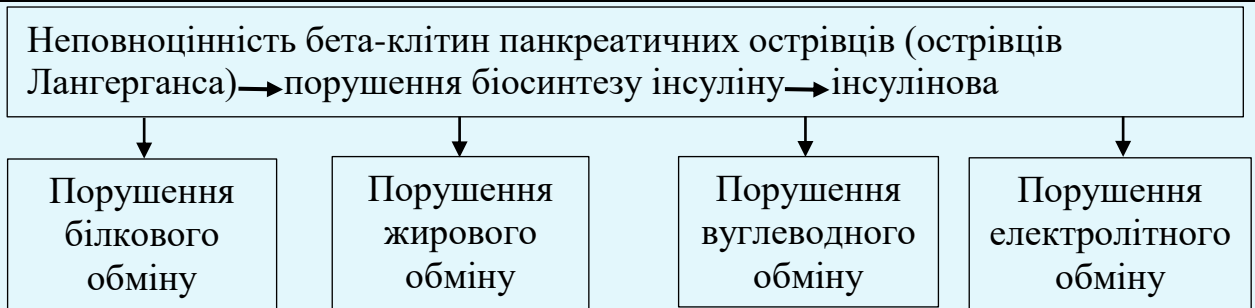 Неповноцінність бета-клітин панкреатичних острівців (острівців
Лангерганса)→порушення біосинтезу інсуліну→інсулінова
Порушення
білкового
обміну
Порушення
жирового
обміну
Порушення
вуглеводного
обміну
Порушення
електролітного
обміну